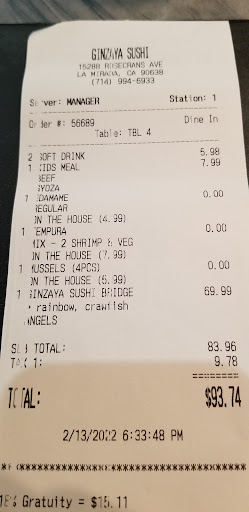 GINZAYA SUSHI
15288 ROSECRANS AVE
LA MIRADA, CA 90638
(714) 994-6933
Server: MANAGER Station: 1
Order #: 56689 Dine In
Table: TBL 4
2 SOFT DRINK 5.98
1 KIDS MEAL 7.99
BEEF
GYOZA
1 EDAMAME 0.00
REGULAR
ON THE HOUSE (4.99)
1 TEMPURA 0.00
MIX - 2 SHRIMP & VEG
ON THE HOUSE (7.99)
1 MUSSELS (4PCS) 0.00
ON THE HOUSE (5.99)
1 GINZAYA SUSHI BRIDGE 69.99
* rainbow, crawfish
ANGELS
SUB TOTAL: 83.96
TAX 1: 9.78
========
TOTAL: $93.74
2/13/2022 6:33:48 PM
18% Gratuity = $15.11